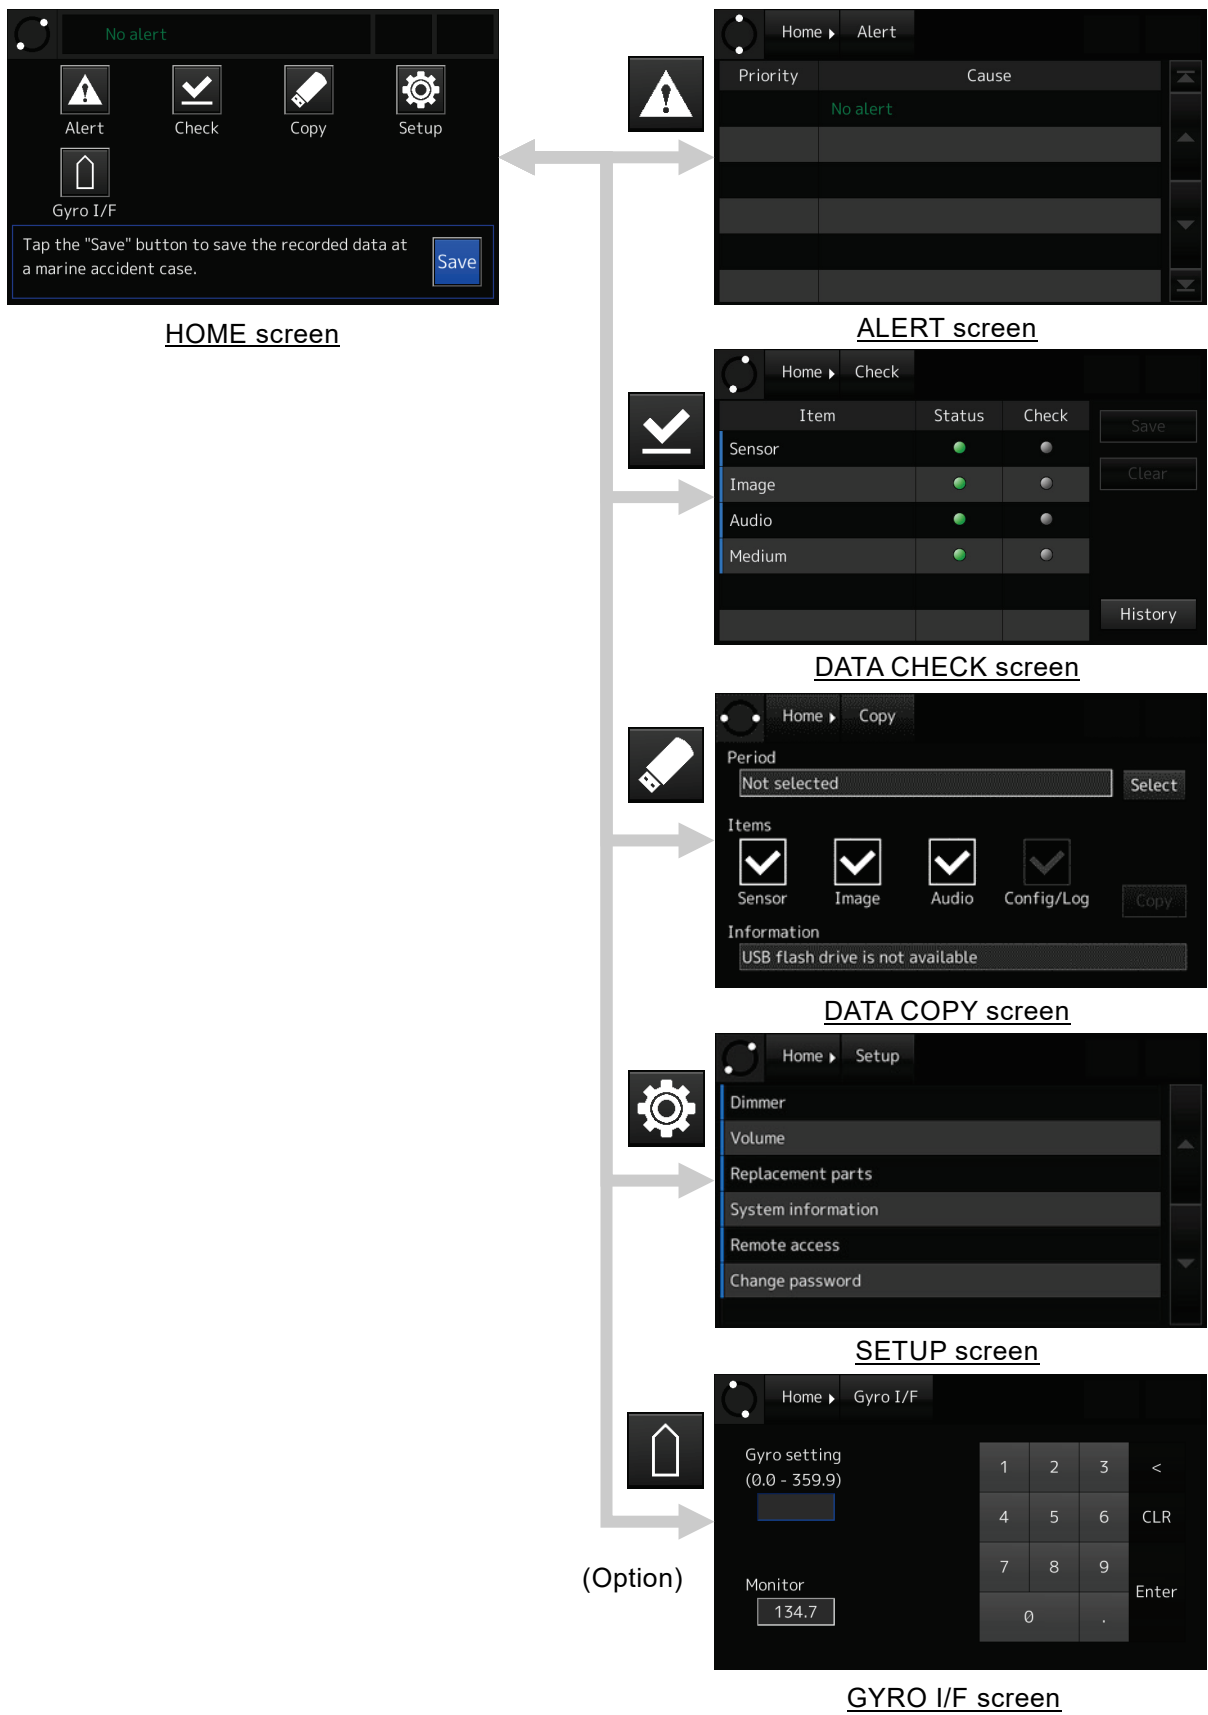 No alert
Alert
Check
Copy
Setup
Gyro I/F
Tap the "Save" button to save the recorded data at
a marine accident case.
Save
HOME screen
Home
Alert
Priority
Cause
No alert
ALERT screen
Home
Check
Item
Status
Check
Save
Sensor
Image
Clear
Audio
Medium
History
DATA CHECK screen
Home
Copy
Period
Not selected
Select
Items
Sensor
Image
Audio
Config/Log
Copy
Information
USB flash drive is not available
DATA COPY screen
Home
Setup
Dimmer
Volume
Replacement parts
System information
Remote access
Change password
SETUP screen
Home
Gyro I/F
Gyro setting
(0.0 - 359.9)
1 2 3 <
4 5 6 CLR
7 8 9
Enter
0 .
Monitor
134.7
(Option)
GYRO I/F screen